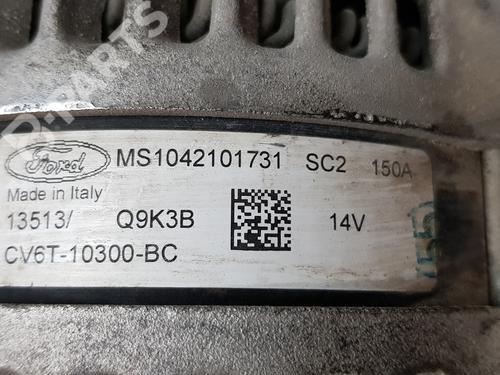 B-PARTS
Ford MS1042101731 SC2 150A
Made in Italy
13513/ Q9K3B 14V
CV6T-10300-BC